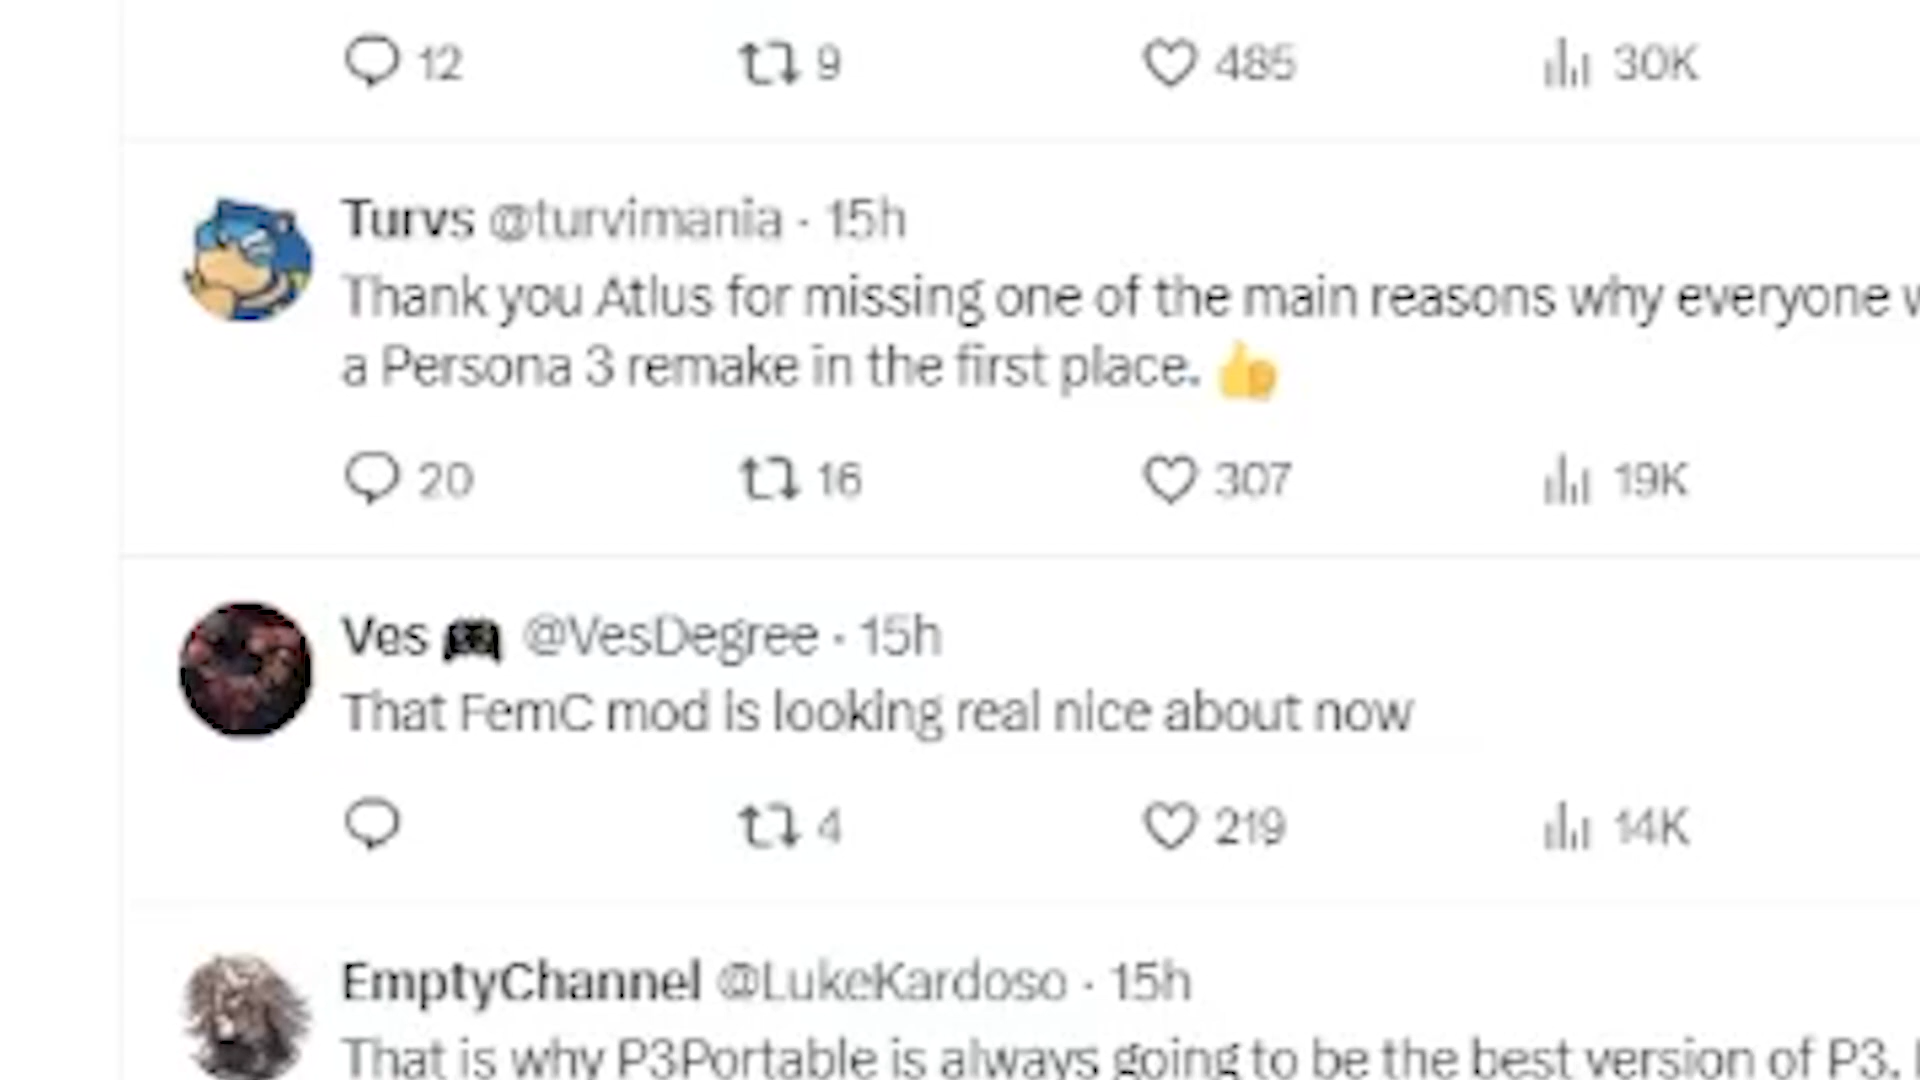 12 9 485 30K
Turvs @turvimania · 15h
Thank you Atlus for missing one of the main reasons why everyone
a Persona 3 remake in the first place. 👍
20 16 307 19K
Ves 🎮 @VesDegree · 15h
That FemC mod is looking real nice about now
4 219 14K
EmptyChannel @LukeKardoso · 15h
That is why P3Portable is always going to be the best version of P3.